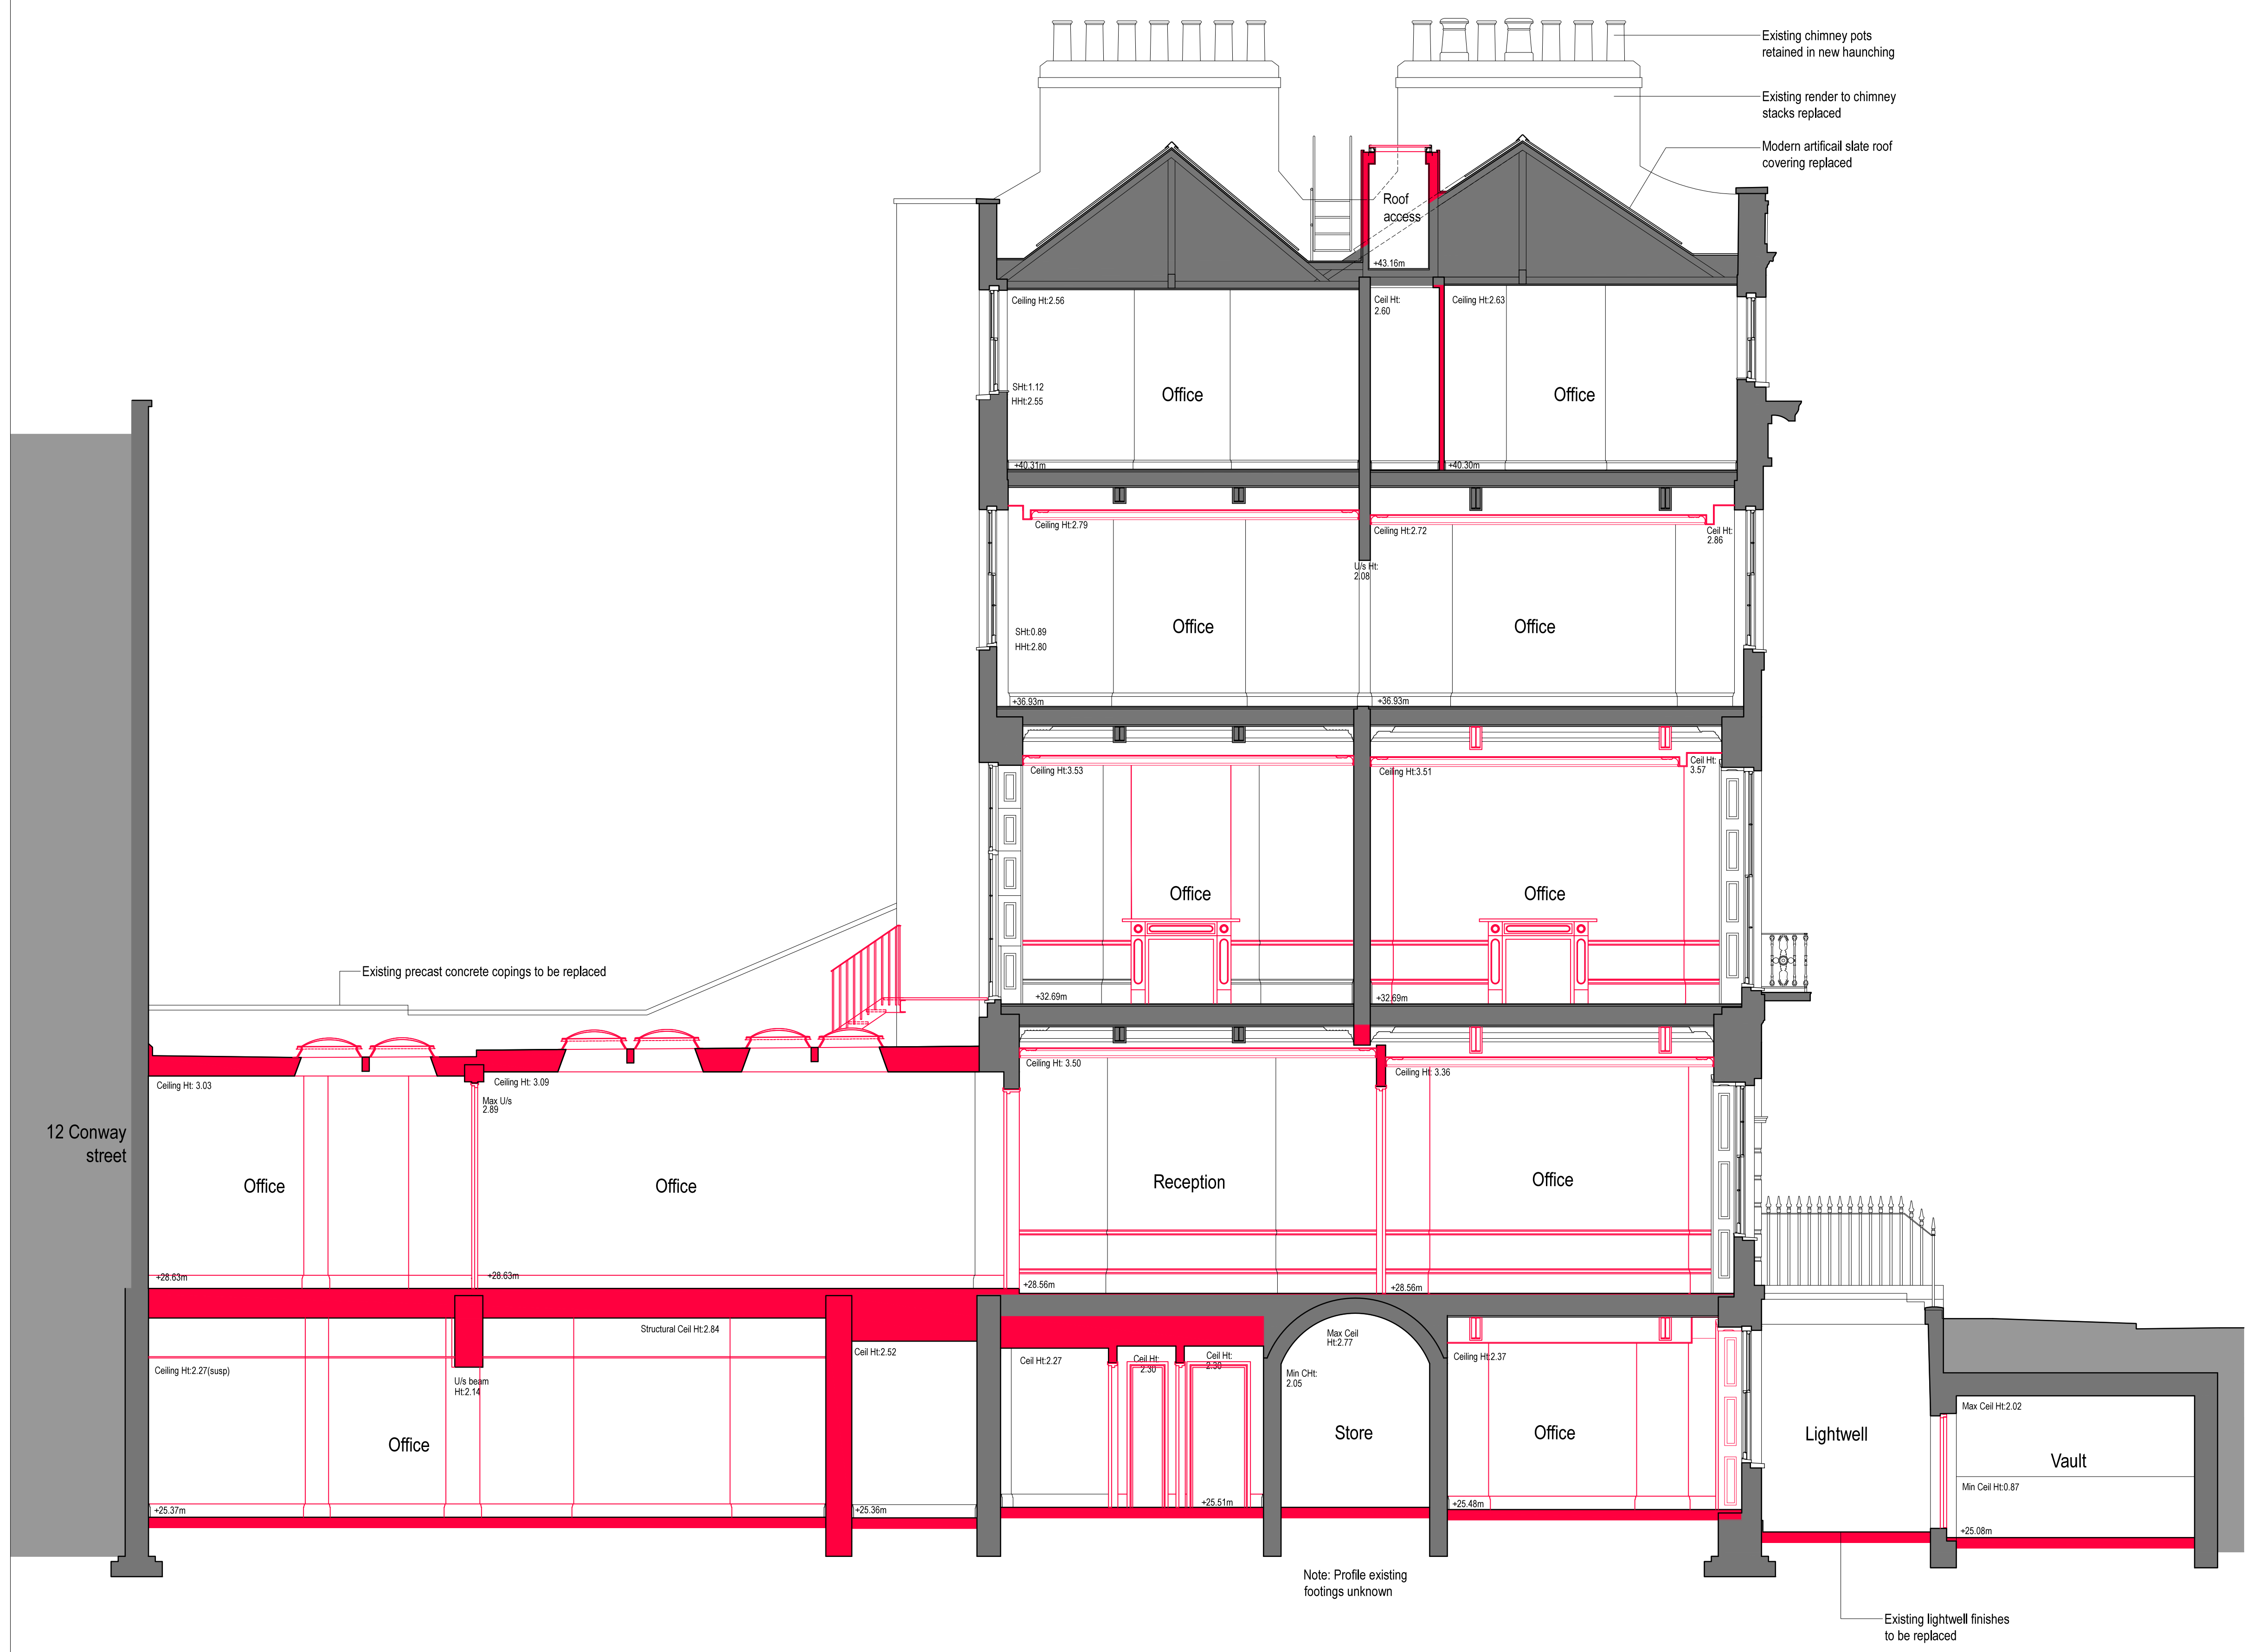 Existing chimney pots
retained in new haunching
Existing render to chimney
stacks replaced
Modern artificail slate roof
covering replaced
Roof
access
+43.16m
Ceiling Ht:2.56
Ceil Ht:
2.60
Ceiling Ht:2.63
SHt:1.12
HHt:2.55
Office
Office
+40.31m
+40.30m
Ceiling Ht:2.79
Ceiling Ht:2.72
Ceil Ht:
2.86
U/s Ht:
2.08
SHt:0.89
HHt:2.80
Office
Office
+36.93m
+36.93m
Ceiling Ht:3.53
Ceiling Ht:3.51
Ceil Ht:
3.57
Office
Office
+32.69m
+32.69m
Existing precast concrete copings to be replaced
Ceiling Ht: 3.03
Ceiling Ht: 3.09
Max U/s
2.89
Ceiling Ht: 3.50
Ceiling Ht: 3.36
12 Conway
street
Office
Office
Reception
Office
+28.63m
+28.63m
+28.56m
+28.56m
Structural Ceil Ht:2.84
Ceiling Ht:2.27(susp)
U/s beam
Ht:2.14
Ceil Ht:2.52
Ceil Ht:2.27
Ceil Ht:
2.30
Ceil Ht:
2.30
Max Ceil
Ht:2.77
Min CHt:
2.05
Ceiling Ht:2.37
Max Ceil Ht:2.02
Office
Store
Office
Lightwell
Vault
Min Ceil Ht:0.87
+25.37m
+25.36m
+25.51m
+25.48m
+25.08m
Note: Profile existing
footings unknown
Existing lightwell finishes
to be replaced